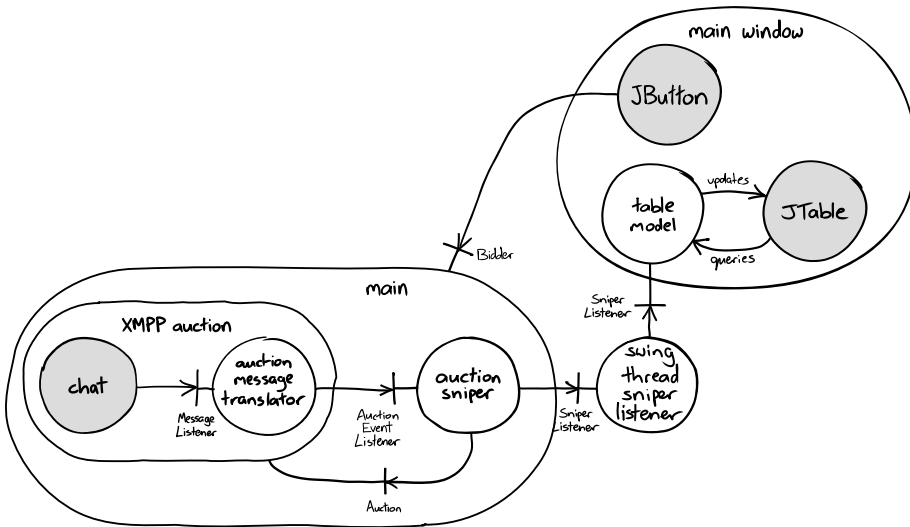 main window
JButton
updates
table
model
JTable
queries
Bidder
main
Sniper
Listener
XMPP auction
chat
auction
message
translator
Message
Listener
Auction
Event
Listener
auction
sniper
Sniper
Listener
swing
thread
sniper
listener
Auction